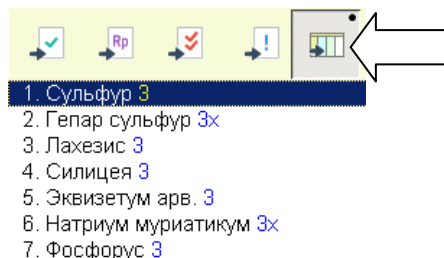 Rp
!
1. Сульфур 3
2. Гепар сульфур 3х
3. Лахезис 3
4. Силицея 3
5. Эквизетум арв. 3
6. Натриум муриатикум 3х
7. Фосфорус 3